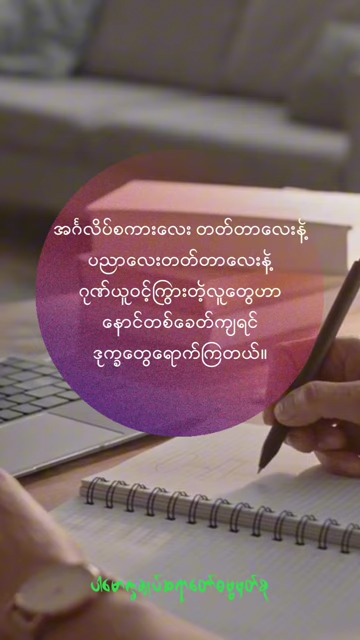 အင်္ဂလိပ်စကားလေး တတ်တာလေးနဲ့
ပညာလေးတတ်တာလေးနဲ့
ဂုဏ်ယူဝင့်ကြွားတဲ့လူတွေဟာ
နောင်တစ်ခေတ်ကျရင်
ဒုက္ခတွေရောက်ကြတယ်။